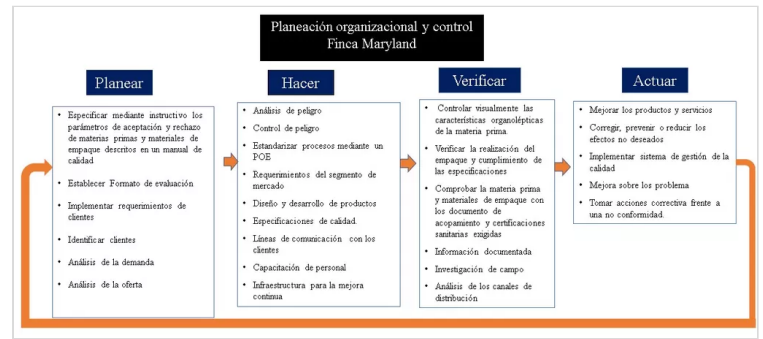 Planeación organizacional y control
Finca Maryland
Planear
• Especificar mediante instructivo los
parámetros de aceptación y rechazo
de materias primas y materiales de
empaque descritos en un manual de
calidad
• Establecer Formato de evaluación
• Implementar requerimientos de
clientes
• Identificar clientes
• Análisis de la demanda
• Análisis de la oferta
Hacer
• Análisis de peligro
• Control de peligro
• Estandarizar procesos mediante un
POE
• Requerimientos del segmento de
mercado
• Diseño y desarrollo de productos
• Especificaciones de calidad.
• Líneas de comunicación con los
clientes
• Capacitación de personal
• Infraestructura para la mejora
continua
Verificar
• Controlar visualmente las
características organolépticas
de la materia prima.
• Verificar la realización del
empaque y cumplimiento de
las especificaciones
• Comprobar la materia prima
y materiales de empaque con
los documento de
acopamiento y certificaciones
sanitarias exigidas
• Información documentada
• Investigación de campo
• Análisis de los canales de
distribución
Actuar
• Mejorar los productos y servicios
• Corregir, prevenir o reducir los
efectos no deseados
• Implementar sistema de gestión de la
calidad
• Mejora sobre los problema
• Tomar acciones correctiva frente a
una no conformidad.